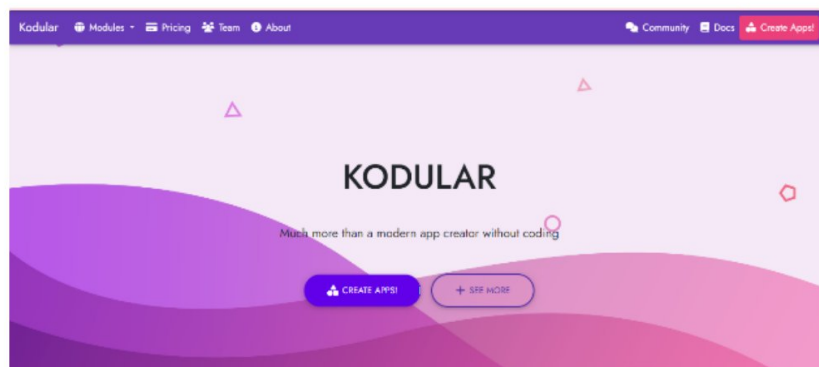 Kodular Modules Pricing Team About Community Docs Create Apps!
KODULAR
Much more than a modern app creator without coding
CREATE APPS! + SEE MORE